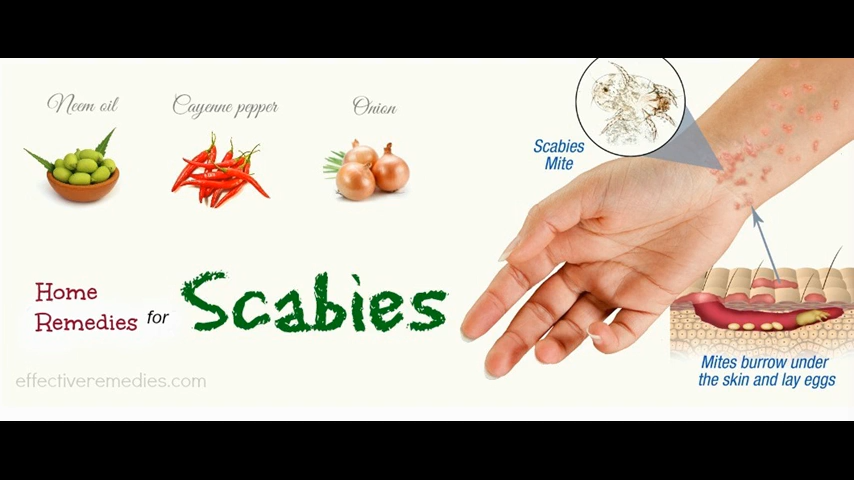 Neem oil
Cayenne pepper
Onion
Scabies
Mite
Home
Remedies for Scabies
effectiveremedies.com
Mites burrow under
the skin and lay eggs